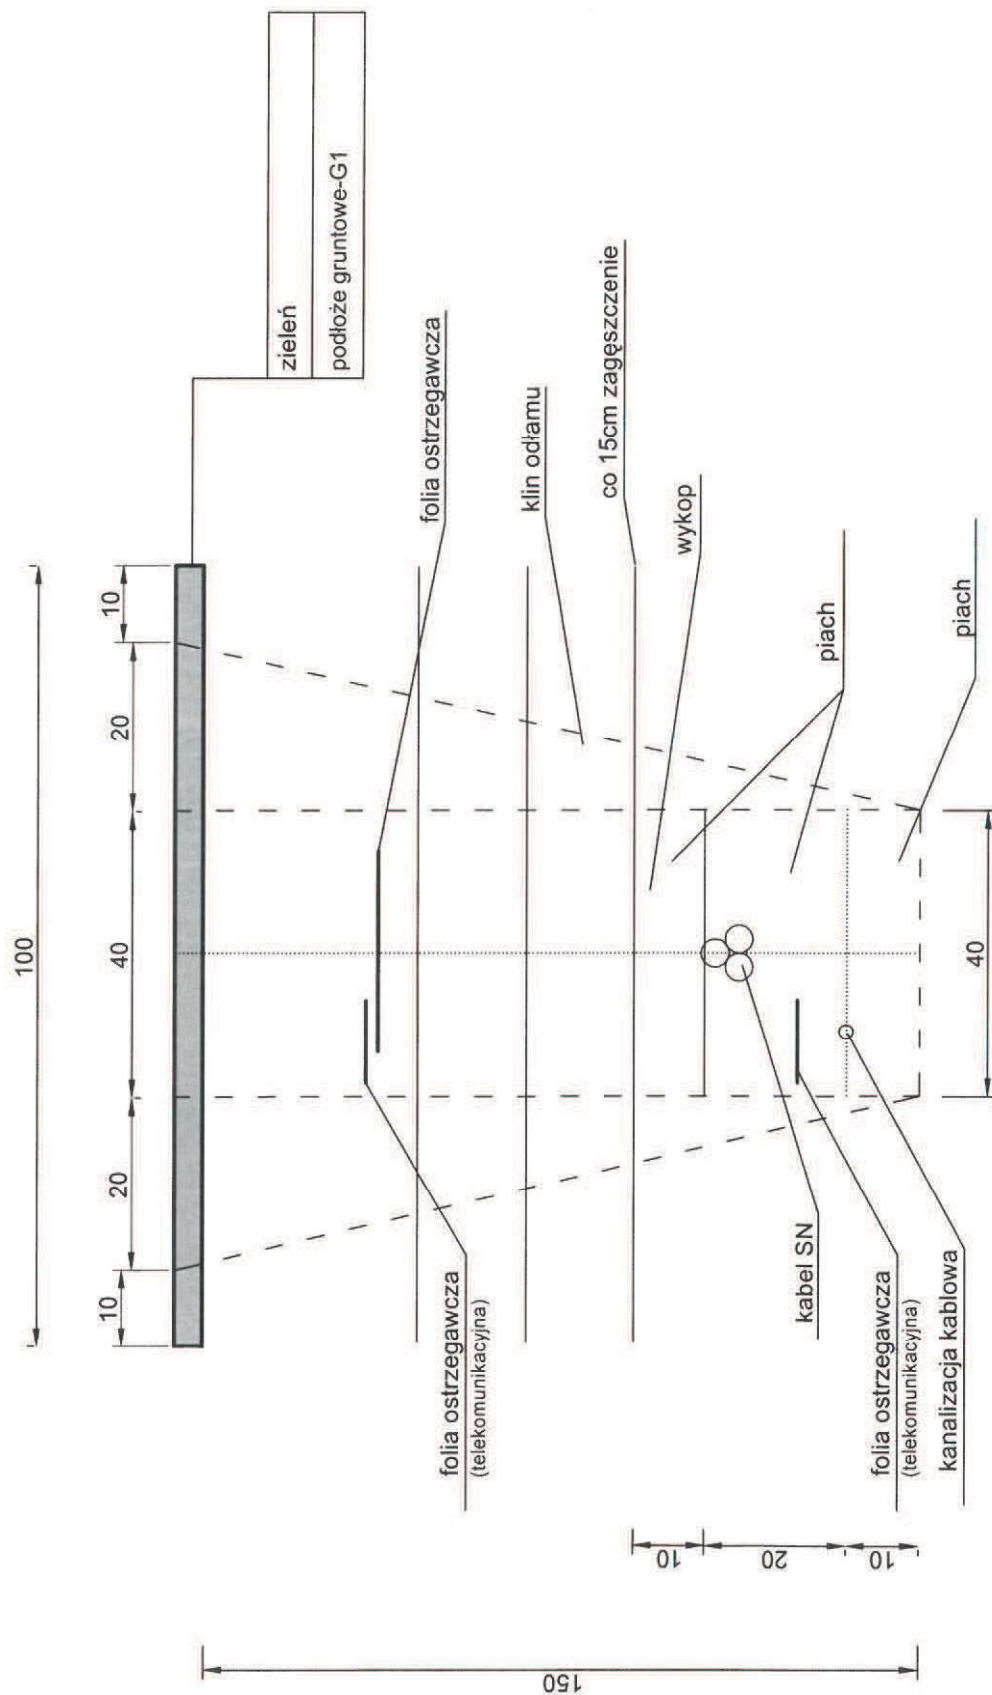 100
10
20
40
20
10
zieleń
podłoże gruntowe-G1
folia ostrzegawcza
klin odłamu
co 15cm zagęszczenie
wykop
piach
piach
folia ostrzegawcza
(telekomunikacyjna)
kabel SN
folia ostrzegawcza
(telekomunikacyjna)
kanalizacja kablowa
40
10
20
10
150